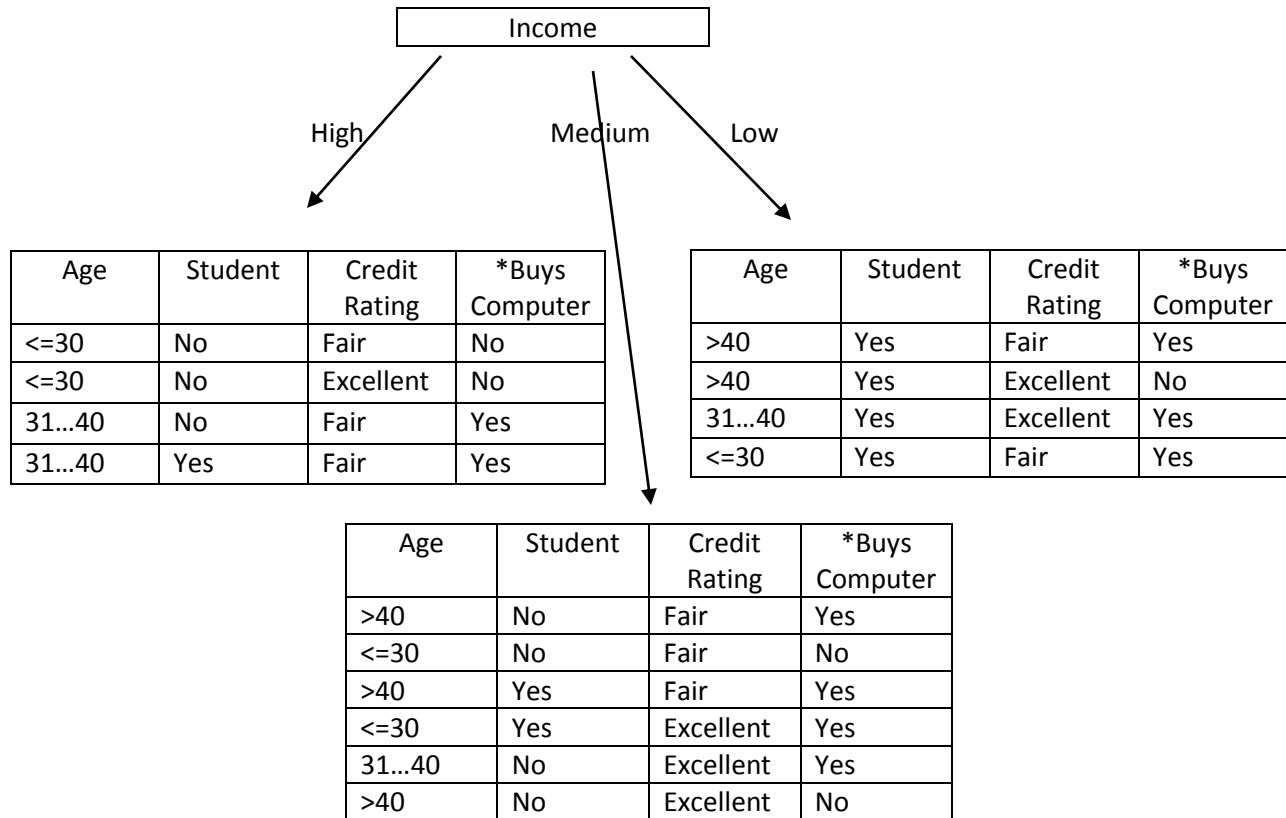 Income
High Medium Low
Age Student Credit Rating *Buys Computer
<=30 No Fair No
<=30 No Excellent No
31…40 No Fair Yes
31…40 Yes Fair Yes
Age Student Credit Rating *Buys Computer
>40 Yes Fair Yes
>40 Yes Excellent No
31…40 Yes Excellent Yes
<=30 Yes Fair Yes
Age Student Credit Rating *Buys Computer
>40 No Fair Yes
<=30 No Fair No
>40 Yes Fair Yes
<=30 Yes Excellent Yes
31…40 No Excellent Yes
>40 No Excellent No